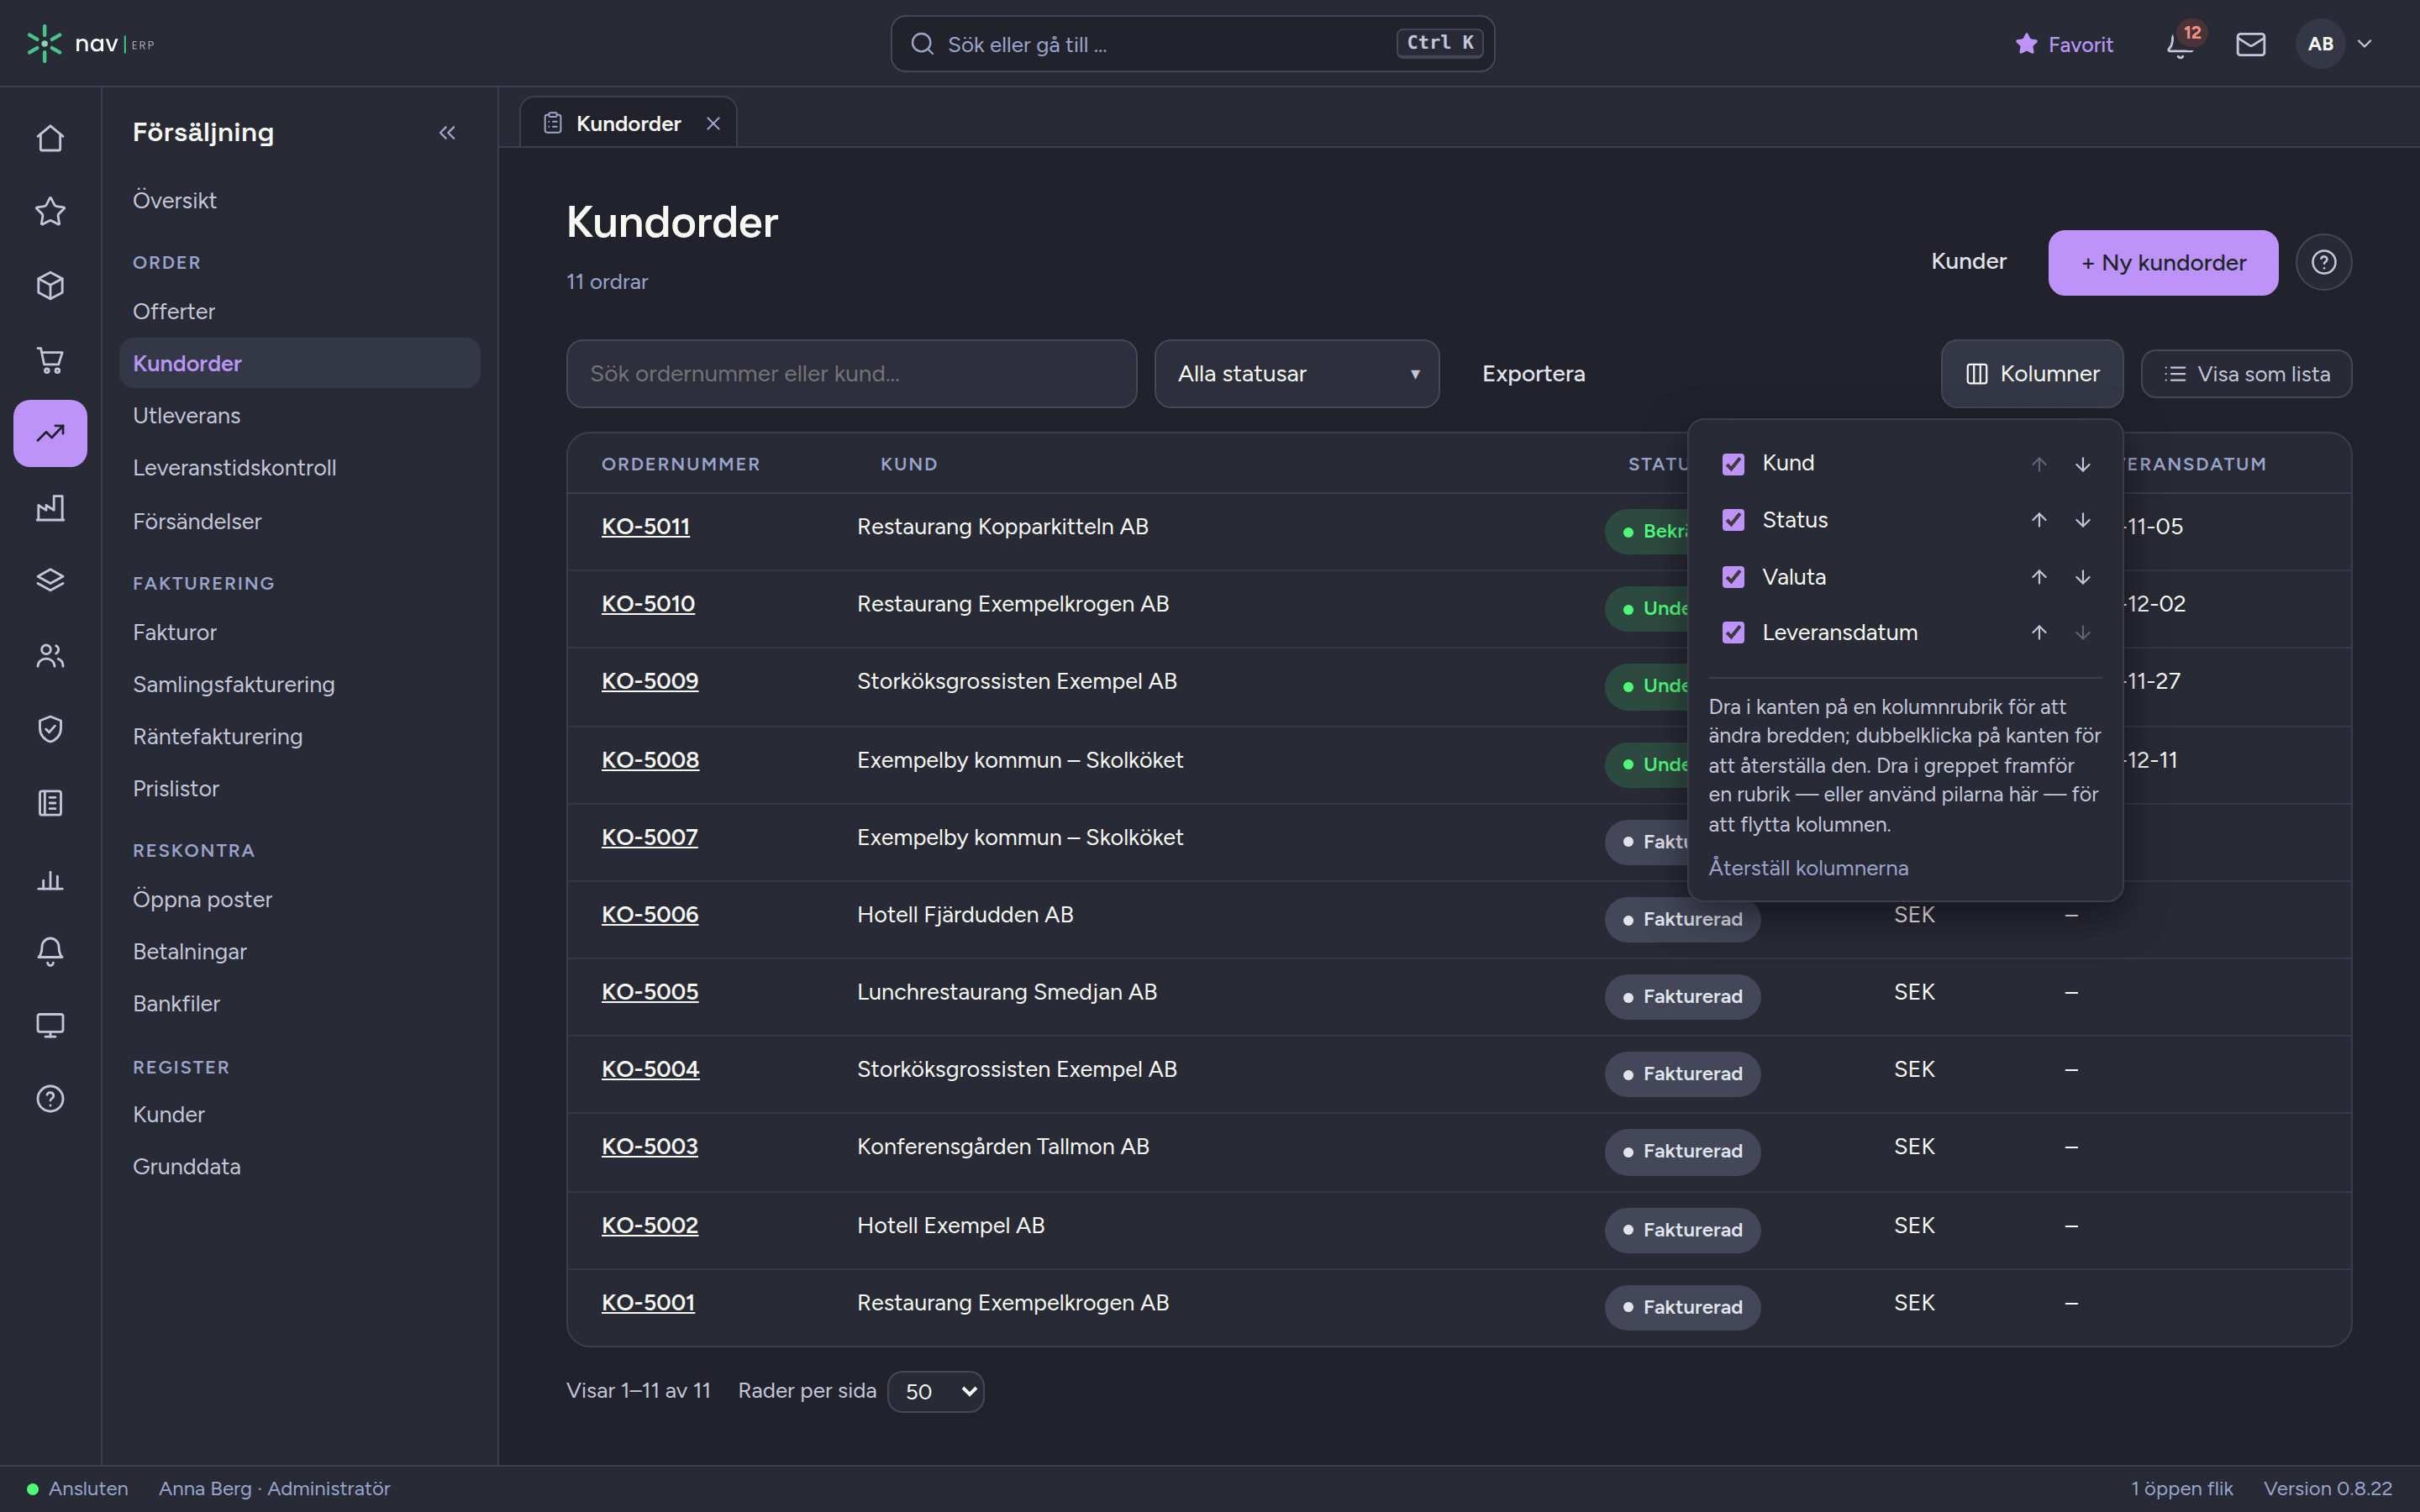 nav ERP
Sök eller gå till ...
Ctrl K
Favorit
12
AB
Försäljning
Översikt
ORDER
Offerter
Kundorder
Utleverans
Leveranstidskontroll
Försändelser
FAKTURERING
Fakturor
Samlingsfakturering
Räntefakturering
Prislistor
RESKONTRA
Öppna poster
Betalningar
Bankfiler
REGISTER
Kunder
Grunddata
Kundorder
Kundorder
11 ordrar
Kunder
+ Ny kundorder
Sök ordernummer eller kund...
Alla statusar
Exportera
Kolumner
Visa som lista
ORDERNUMMER KUND STATU ERANSDATUM
KO-5011 Restaurang Kopparkitteln AB Bekrä -11-05
KO-5010 Restaurang Exempelkrogen AB Unde -12-02
KO-5009 Storköksgrossisten Exempel AB Unde -11-27
KO-5008 Exempelby kommun – Skolköket Unde -12-11
KO-5007 Exempelby kommun – Skolköket Faktu
KO-5006 Hotell Fjärdudden AB Fakturerad SEK –
KO-5005 Lunchrestaurang Smedjan AB Fakturerad SEK –
KO-5004 Storköksgrossisten Exempel AB Fakturerad SEK –
KO-5003 Konferensgården Tallmon AB Fakturerad SEK –
KO-5002 Hotell Exempel AB Fakturerad SEK –
KO-5001 Restaurang Exempelkrogen AB Fakturerad SEK –
Kund
Status
Valuta
Leveransdatum
Dra i kanten på en kolumnrubrik för att
ändra bredden; dubbelklicka på kanten för
att återställa den. Dra i greppet framför
en rubrik — eller använd pilarna här — för
att flytta kolumnen.
Återställ kolumnerna
Visar 1–11 av 11 Rader per sida 50
Ansluten Anna Berg · Administratör
1 öppen flik Version 0.8.22